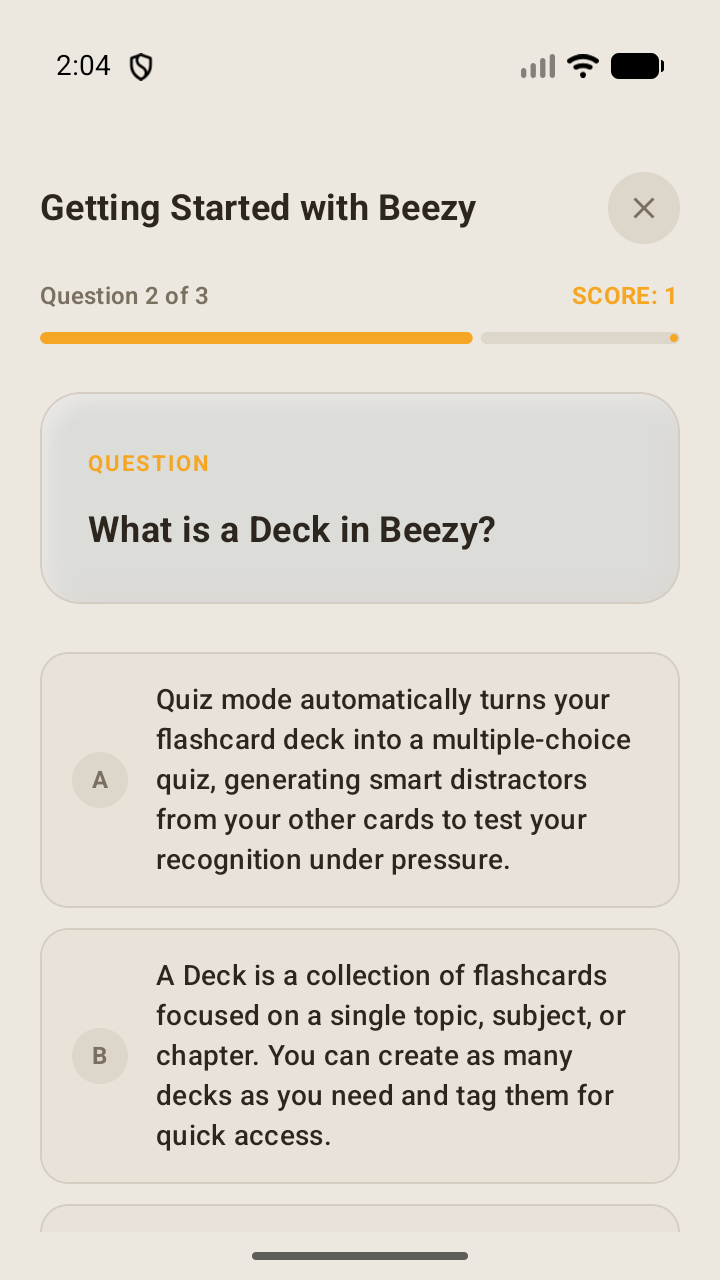 2:04
Getting Started with Beezy
Question 2 of 3
SCORE: 1
QUESTION
What is a Deck in Beezy?
A
Quiz mode automatically turns your
flashcard deck into a multiple-choice
quiz, generating smart distractors
from your other cards to test your
recognition under pressure.
B
A Deck is a collection of flashcards
focused on a single topic, subject, or
chapter. You can create as many
decks as you need and tag them for
quick access.